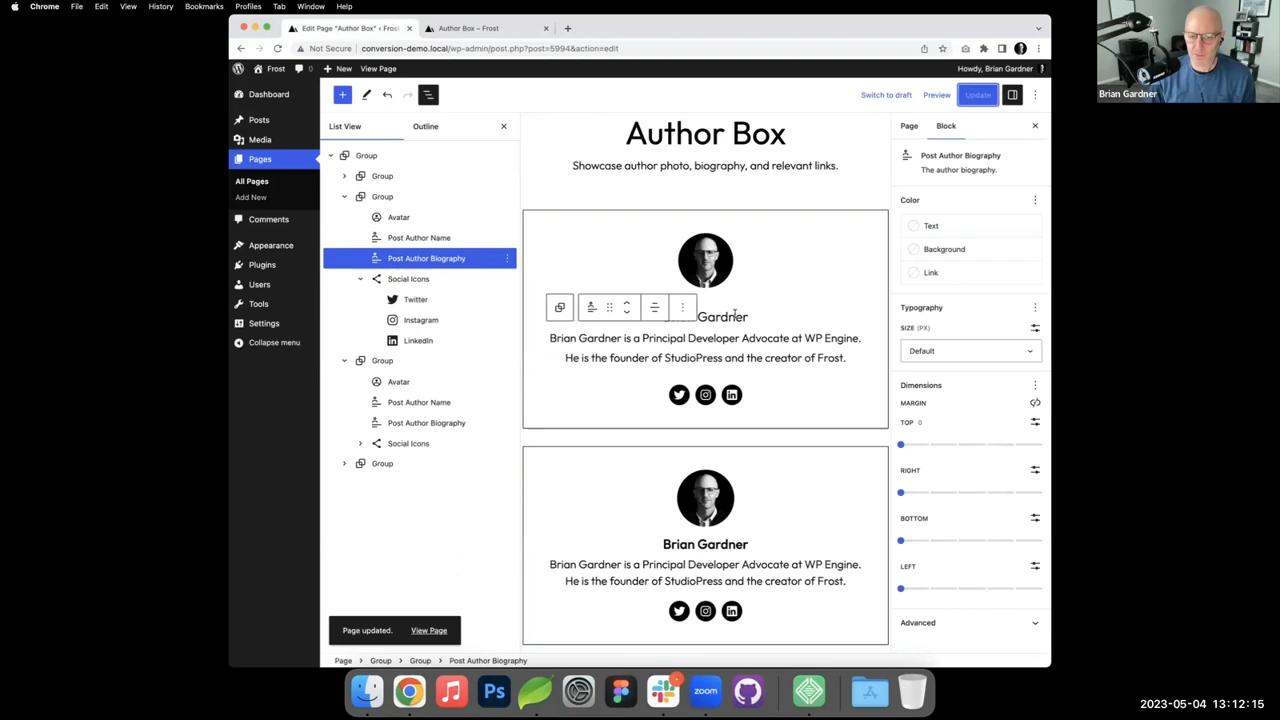 Chrome File Edit View History Bookmarks Profiles Tab Window Help
Edit Page "Author Box" ‹ Fros
Author Box – Frost
Not Secure conversion-demo.local/wp-admin/post.php?post=5994&action=edit
Frost 0 New View Page Howdy, Brian Gardner
Brian Gardner
Dashboard
Posts
Media
Pages
All Pages
Add New
Comments
Appearance
Plugins
Users
Tools
Settings
Collapse menu
Switch to draft Preview Update
List View Outline
Group
Group
Group
Avatar
Post Author Name
Post Author Biography
Social Icons
Twitter
Instagram
LinkedIn
Group
Avatar
Post Author Name
Post Author Biography
Social Icons
Group
Author Box
Showcase author photo, biography, and relevant links.
Gardner
Brian Gardner is a Principal Developer Advocate at WP Engine.
He is the founder of StudioPress and the creator of Frost.
Brian Gardner
Brian Gardner is a Principal Developer Advocate at WP Engine.
He is the founder of StudioPress and the creator of Frost.
Page Block
Post Author Biography
The author biography.
Color
Text
Background
Link
Typography
SIZE (PX)
Default
Dimensions
MARGIN
TOP 0
RIGHT
BOTTOM
LEFT
Advanced
Page updated. View Page
Page Group Group Post Author Biography
Ps
zoom
2023-05-04 13:12:15